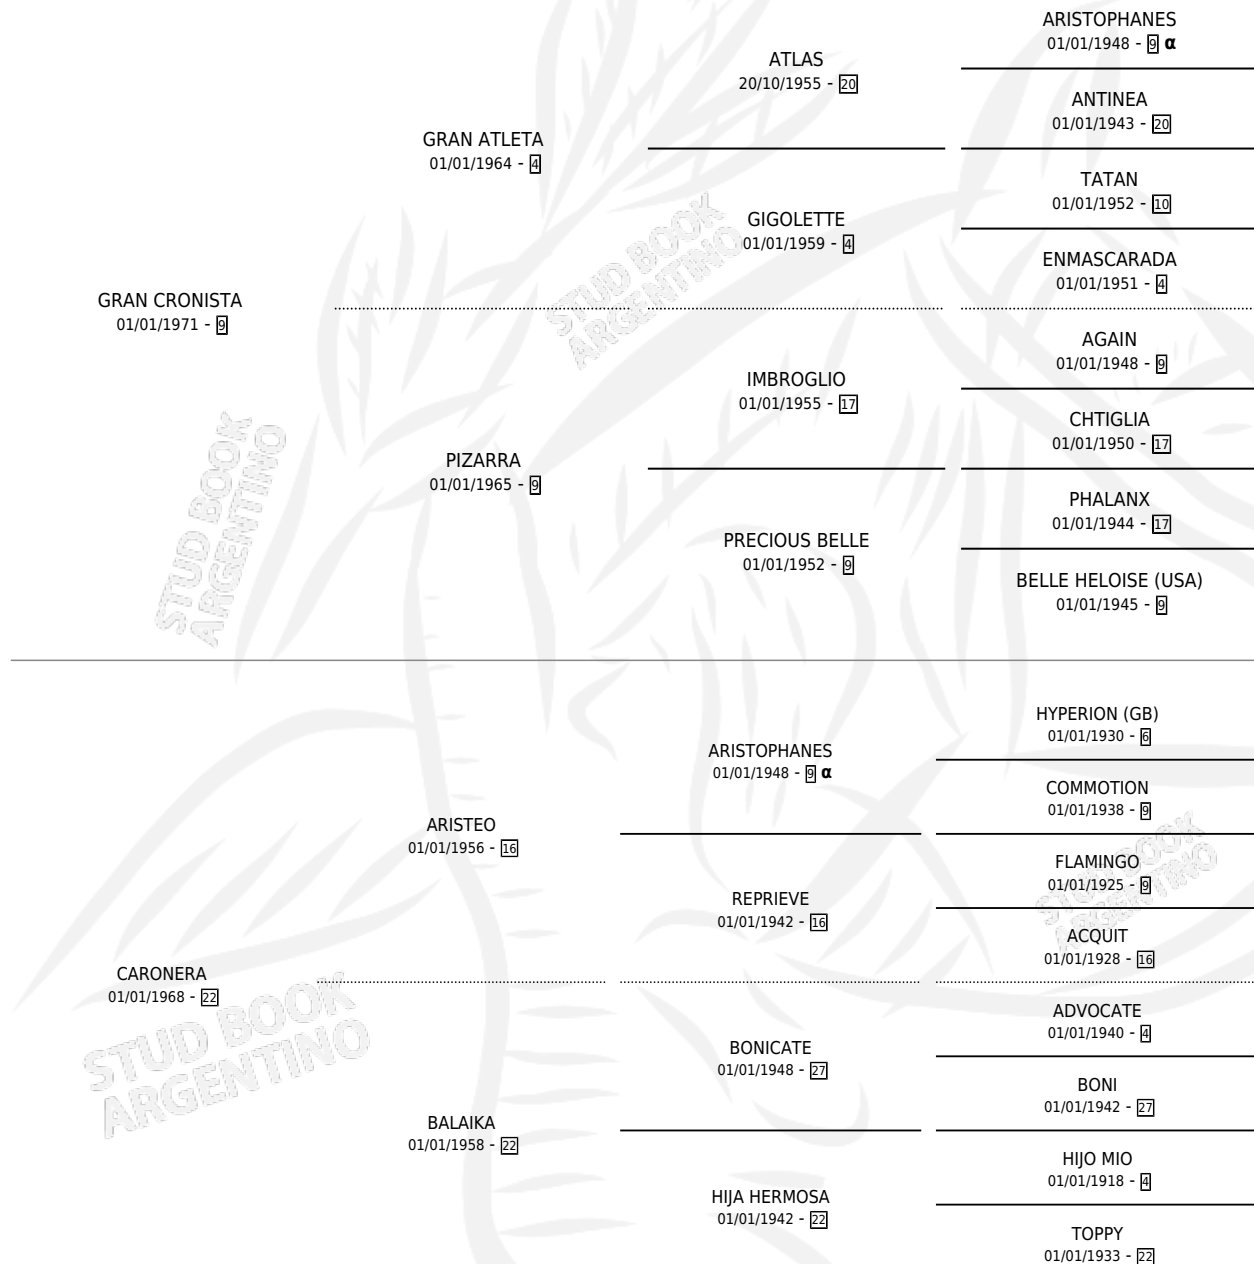 ARISTOPHANES
01/01/1948 - 9 α
ATLAS
20/10/1955 - 20
ANTINEA
01/01/1943 - 20
GRAN ATLETA
01/01/1964 - 4
TATAN
01/01/1952 - 10
GIGOLETTE
01/01/1959 - 4
ENMASCARADA
01/01/1951 - 4
GRAN CRONISTA
01/01/1971 - 9
STUD BOOK
ARGENTINO
AGAIN
01/01/1948 - 9
IMBROGLIO
01/01/1955 - 17
CHTIGLIA
01/01/1950 - 17
PIZARRA
01/01/1965 - 9
STUD BOOK
ARGENTINO
PHALANX
01/01/1944 - 17
PRECIOUS BELLE
01/01/1952 - 9
BELLE HELOISE (USA)
01/01/1945 - 9
HYPERION (GB)
01/01/1930 - 6
ARISTOPHANES
01/01/1948 - 9 α
COMMOTION
01/01/1938 - 9
ARISTEO
01/01/1956 - 16
FLAMINGO
01/01/1925 - 9
STUD BOOK
ARGENTINO
REPRIEVE
01/01/1942 - 16
ACQUIT
01/01/1928 - 16
CARONERA
01/01/1968 - 22
STUD BOOK
ARGENTINO
ADVOCATE
01/01/1940 - 4
BONICATE
01/01/1948 - 27
BONI
01/01/1942 - 27
BALAIKA
01/01/1958 - 22
HIJO MIO
01/01/1918 - 4
HIJA HERMOSA
01/01/1942 - 22
TOPPY
01/01/1933 - 22